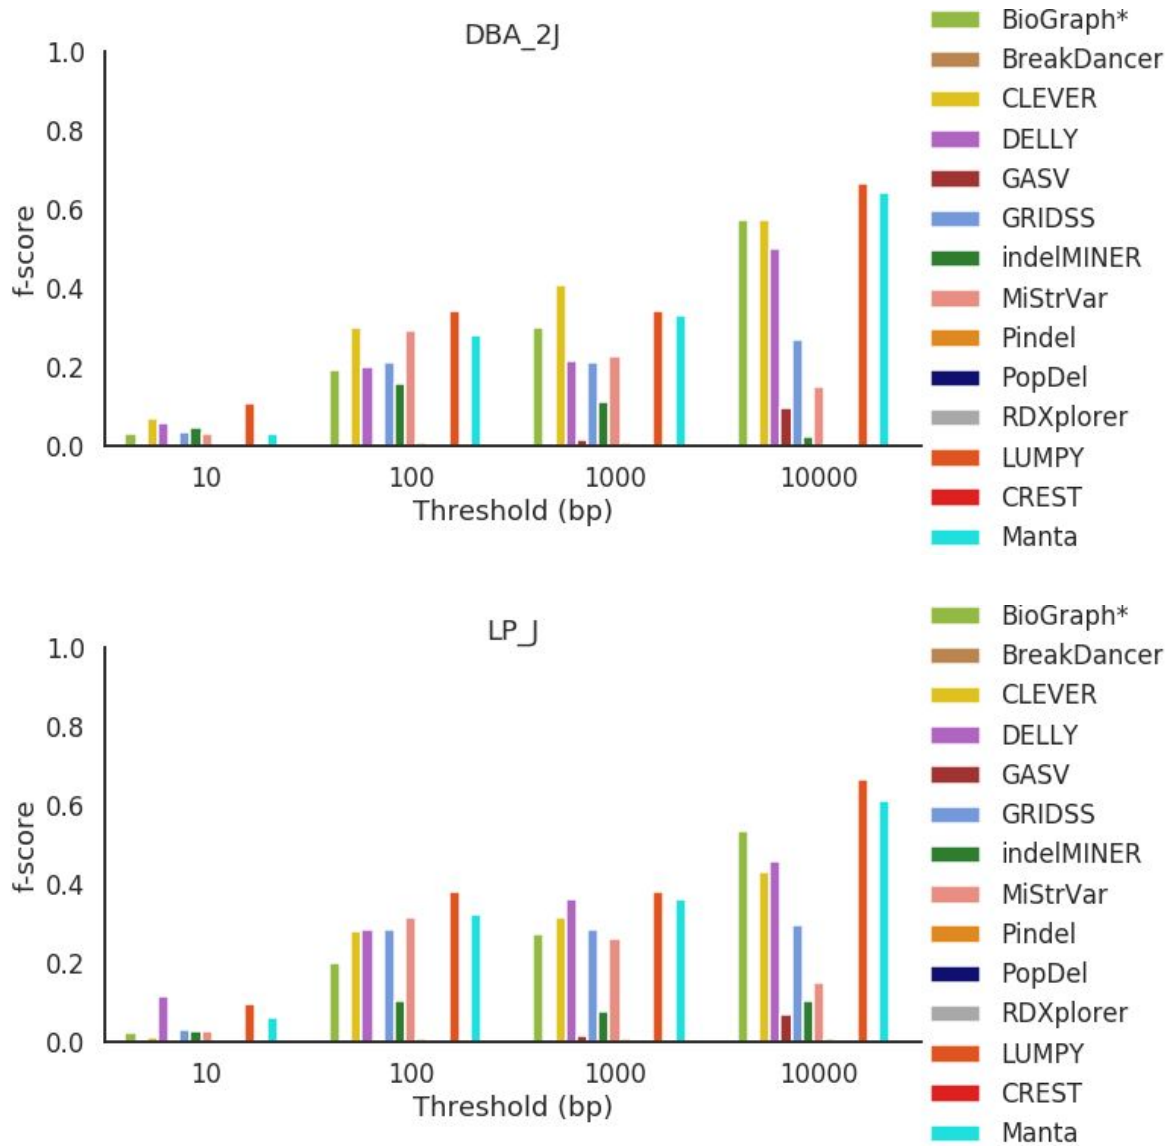 DBA_2J
1.0
0.8
0.6
0.4
0.2
0.0
f-score
10 100 1000 10000
Threshold (bp)
BioGraph*
BreakDancer
CLEVER
DELLY
GASV
GRIDSS
indelMINER
MiStrVar
Pindel
PopDel
RDXplorer
LUMPY
CREST
Manta
LP_J
1.0
0.8
0.6
0.4
0.2
0.0
f-score
10 100 1000 10000
Threshold (bp)
BioGraph*
BreakDancer
CLEVER
DELLY
GASV
GRIDSS
indelMINER
MiStrVar
Pindel
PopDel
RDXplorer
LUMPY
CREST
Manta